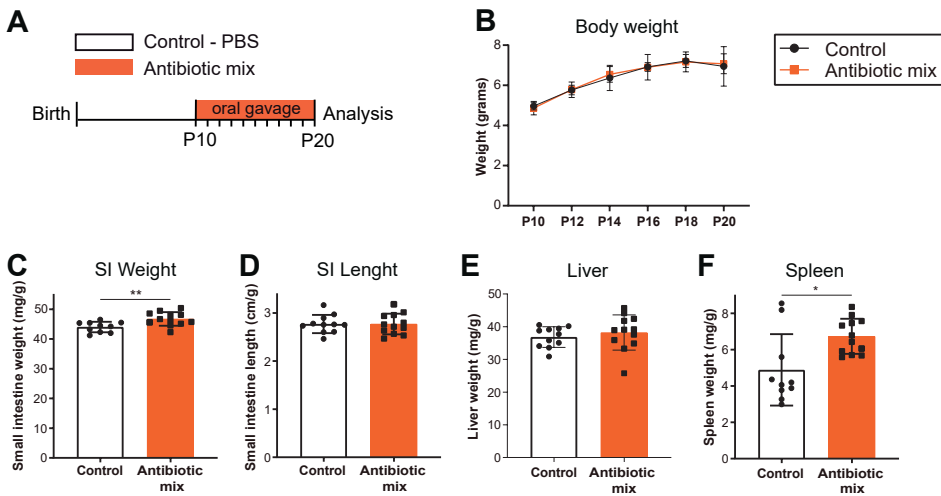 A
Control - PBS
Antibiotic mix
Birth
oral gavage
Analysis
P10
P20
B
Body weight
Weight (grams)
8
6
4
2
0
P10 P12 P14 P16 P18 P20
Control
Antibiotic mix
C
SI Weight
**
Small intestine weight (mg/g)
50
40
30
20
10
0
Control
Antibiotic
mix
D
SI Lenght
Small intestine length (cm/g)
3
2
1
0
Control
Antibiotic
mix
E
Liver
Liver weight (mg/g)
50
40
30
20
10
0
Control
Antibiotic
mix
F
Spleen
*
Spleen weight (mg/g)
8
6
4
2
0
Control
Antibiotic
mix